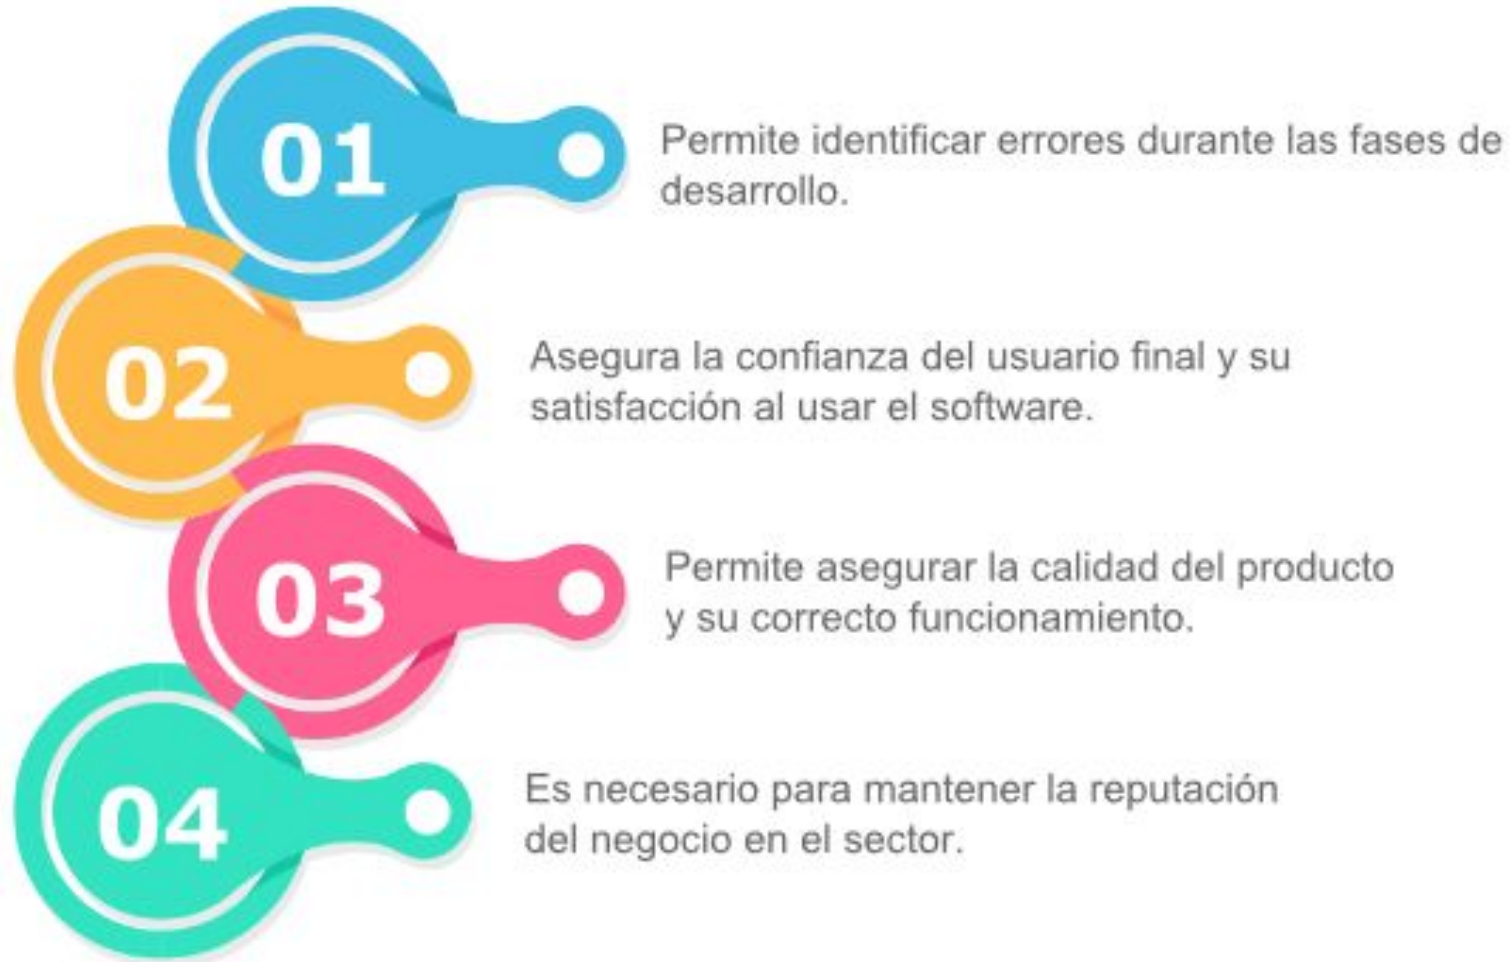 01
Permite identificar errores durante las fases de
desarrollo.
02
Asegura la confianza del usuario final y su
satisfacción al usar el software.
03
Permite asegurar la calidad del producto
y su correcto funcionamiento.
04
Es necesario para mantener la reputación
del negocio en el sector.